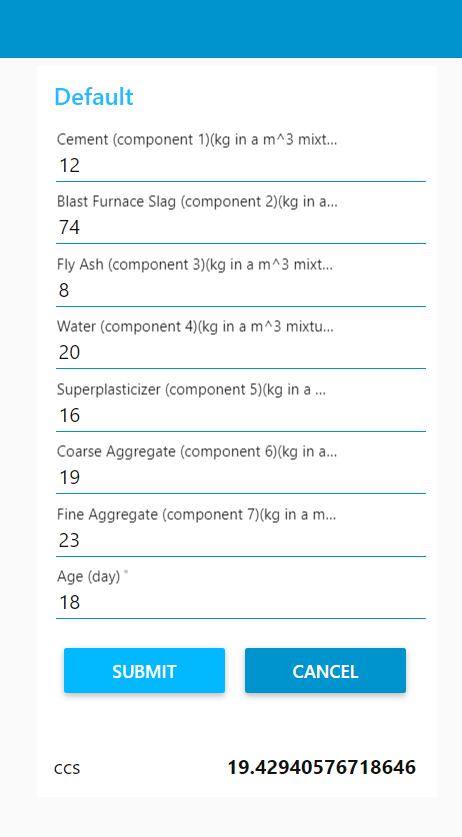 Default
Cement (component 1)(kg in a m^3 mixt...
12
Blast Furnace Slag (component 2)(kg in a...
74
Fly Ash (component 3)(kg in a m^3 mixt...
8
Water (component 4)(kg in a m^3 mixtu...
20
Superplasticizer (component 5)(kg in a ...
16
Coarse Aggregate (component 6)(kg in a...
19
Fine Aggregate (component 7)(kg in a m...
23
Age (day) *
18
SUBMIT CANCEL
CCS 19.42940576718646